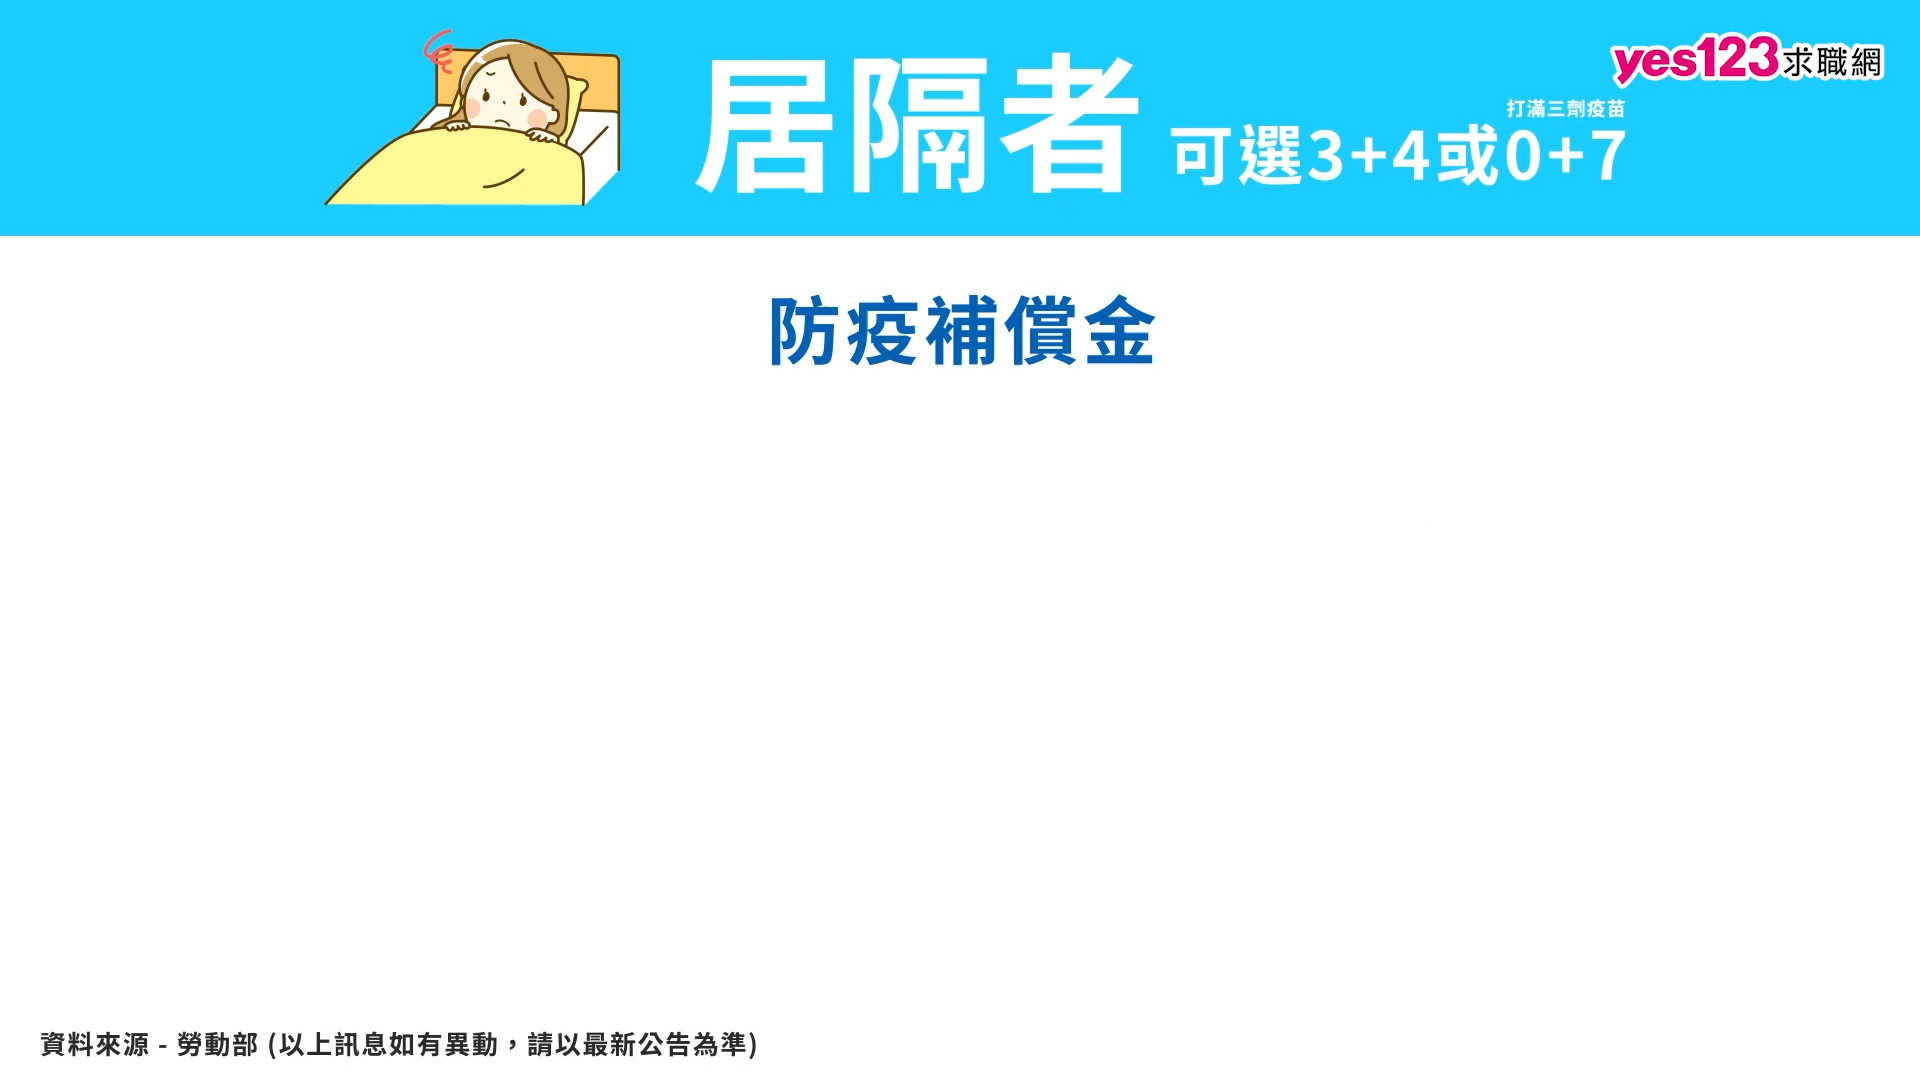 yes123求職網
打滿三劑疫苗
居隔者 可選3+4或0+7
防疫補償金
資料來源 - 勞動部 (以上訊息如有異動，請以最新公告為準)